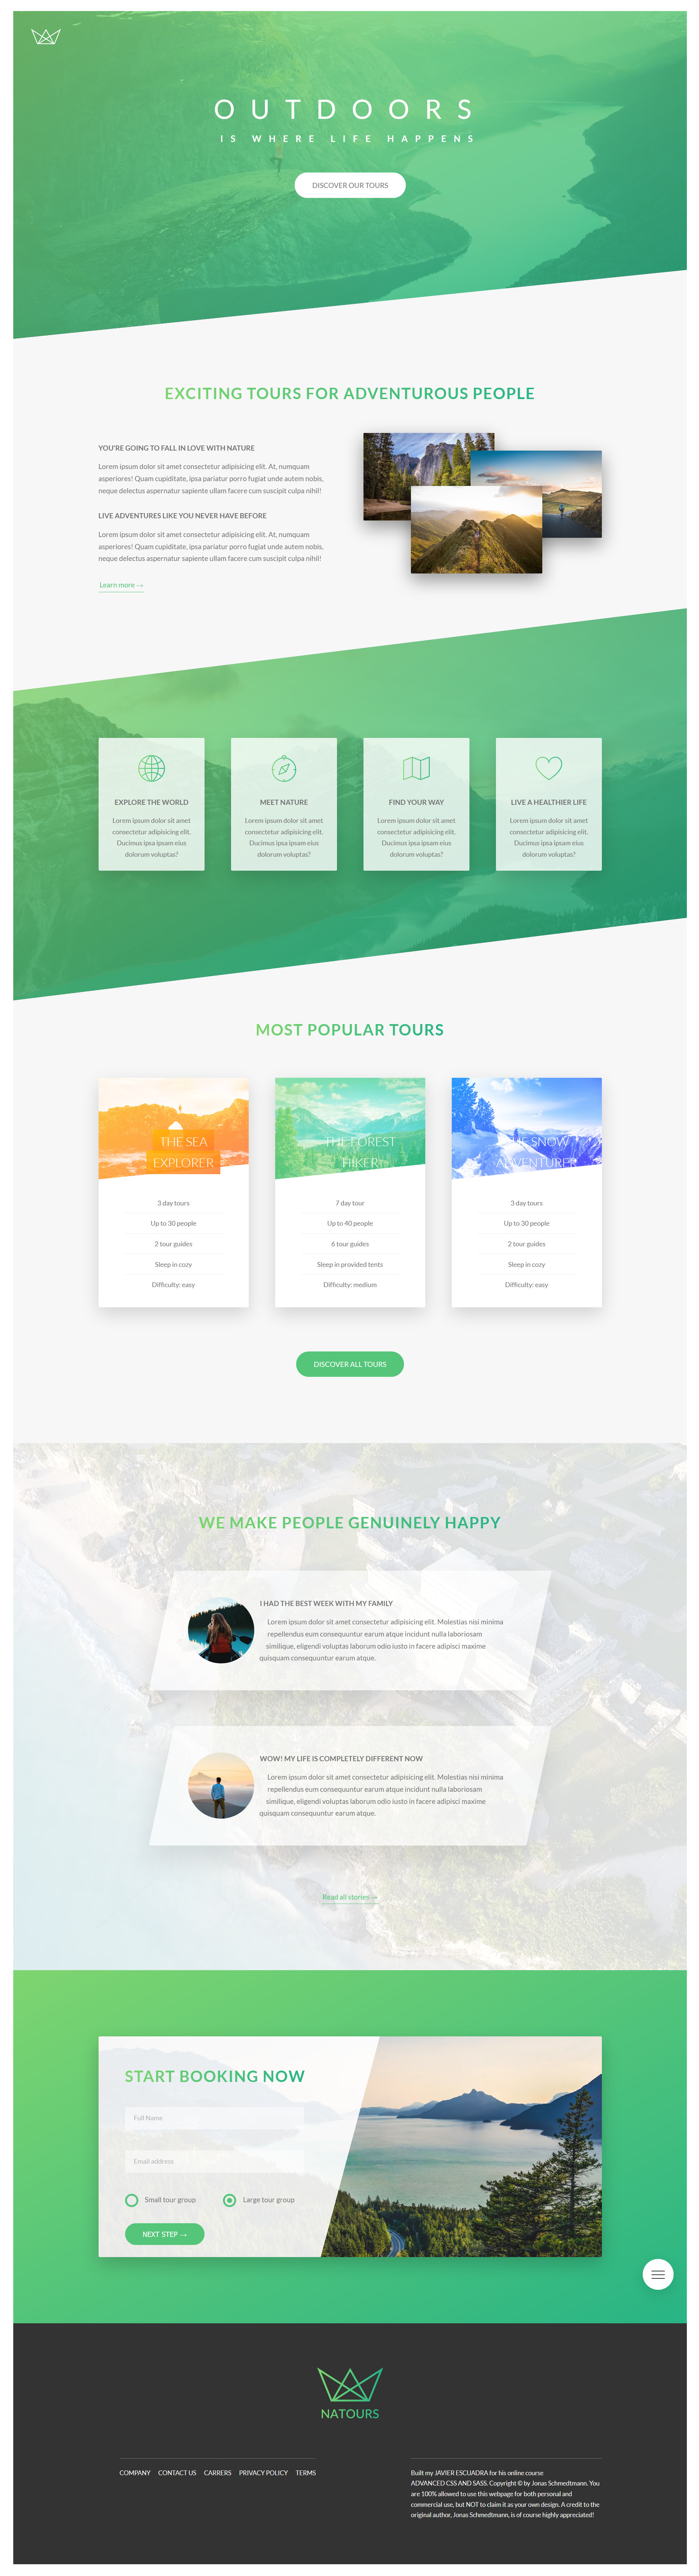 OUTDOORS
IS WHERE LIFE HAPPENS
DISCOVER OUR TOURS
EXCITING TOURS FOR ADVENTUROUS PEOPLE
YOU'RE GOING TO FALL IN LOVE WITH NATURE
Lorem ipsum dolor sit amet consectetur adipisicing elit. At, numquam
asperiores! Quam cupiditate, ipsa pariatur porro fugiat unde autem nobis,
neque delectus aspernatur sapiente ullam facere cum suscipit culpa nihil!
LIVE ADVENTURES LIKE YOU NEVER HAVE BEFORE
Lorem ipsum dolor sit amet consectetur adipisicing elit. At, numquam
asperiores! Quam cupiditate, ipsa pariatur porro fugiat unde autem nobis,
neque delectus aspernatur sapiente ullam facere cum suscipit culpa nihil!
Learn more →
EXPLORE THE WORLD
Lorem ipsum dolor sit amet
consectetur adipisicing elit.
Ducimus ipsa ipsam eius
dolorum voluptas?
MEET NATURE
Lorem ipsum dolor sit amet
consectetur adipisicing elit.
Ducimus ipsa ipsam eius
dolorum voluptas?
FIND YOUR WAY
Lorem ipsum dolor sit amet
consectetur adipisicing elit.
Ducimus ipsa ipsam eius
dolorum voluptas?
LIVE A HEALTHIER LIFE
Lorem ipsum dolor sit amet
consectetur adipisicing elit.
Ducimus ipsa ipsam eius
dolorum voluptas?
MOST POPULAR TOURS
THE SEA
EXPLORER
3 day tours
Up to 30 people
2 tour guides
Sleep in cozy
Difficulty: easy
THE FOREST
HIKER
7 day tour
Up to 40 people
6 tour guides
Sleep in provided tents
Difficulty: medium
THE SNOW
ADVENTURER
3 day tours
Up to 30 people
2 tour guides
Sleep in cozy
Difficulty: easy
DISCOVER ALL TOURS
WE MAKE PEOPLE GENUINELY HAPPY
I HAD THE BEST WEEK WITH MY FAMILY
Lorem ipsum dolor sit amet consectetur adipisicing elit. Molestias nisi minima
repellendus eum consequuntur earum atque incidunt nulla laboriosam
similique, eligendi voluptas laborum odio iusto in facere adipisci maxime
quisquam consequuntur earum atque.
WOW! MY LIFE IS COMPLETELY DIFFERENT NOW
Lorem ipsum dolor sit amet consectetur adipisicing elit. Molestias nisi minima
repellendus eum consequuntur earum atque incidunt nulla laboriosam
similique, eligendi voluptas laborum odio iusto in facere adipisci maxime
quisquam consequuntur earum atque.
Read all stories →
START BOOKING NOW
Full Name
Email address
Small tour group
Large tour group
NEXT STEP →
NATOURS
COMPANY CONTACT US CARRERS PRIVACY POLICY TERMS
Built my JAVIER ESCUADRA for his online course
ADVANCED CSS AND SASS. Copyright © by Jonas Schmedtmann. You
are 100% allowed to use this webpage for both personal and
commercial use, but NOT to claim it as your own design. A credit to the
original author, Jonas Schmedtmann, is of course highly appreciated!